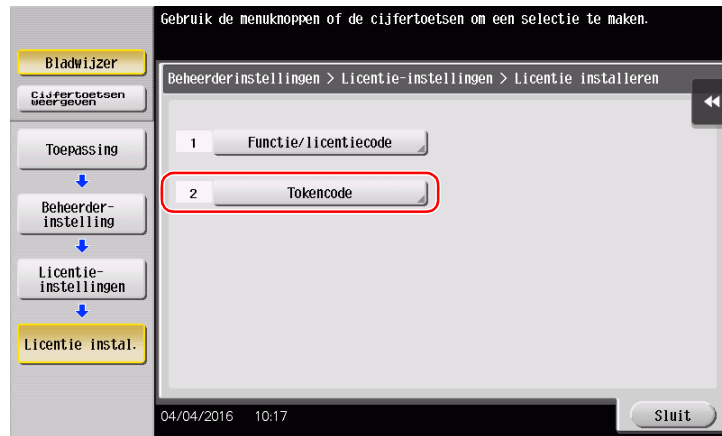 Gebruik de menuknoppen of de cijfertoetsen om een selectie te maken.
Bladwijzer
Cijfertoetsen
weergeven
Toepassing
Beheerder-
instelling
Licentie-
instellingen
Licentie instal.
Beheerderinstellingen > Licentie-instellingen > Licentie installeren
1 Functie/licentiecode
2 Tokencode
04/04/2016 10:17
Sluit